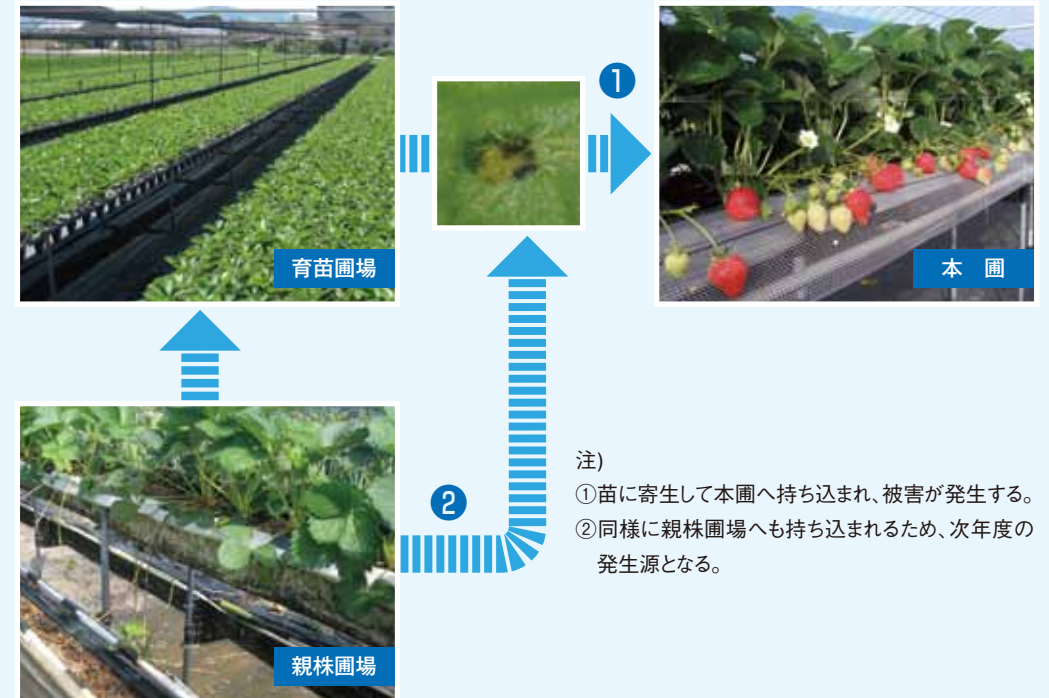 ❶
育苗圃場
本　圃
❷
親株圃場
注)
①苗に寄生して本圃へ持ち込まれ、被害が発生する。
②同様に親株圃場へも持ち込まれるため、次年度の
発生源となる。